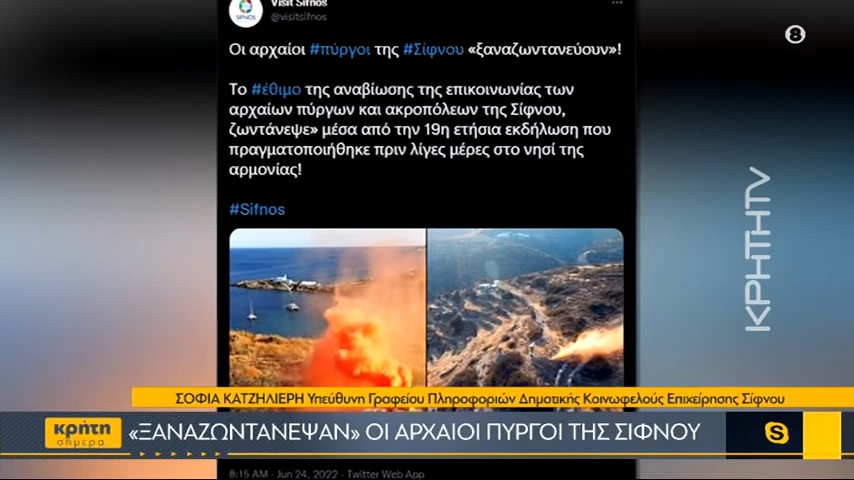 Visit Sifnos
@visitsifnos
SIFNOS
8
Οι αρχαίοι #πύργοι της #Σίφνου «ξαναζωντανεύουν»!
Το #έθιμο της αναβίωσης της επικοινωνίας των
αρχαίων πύργων και ακροπόλεων της Σίφνου,
ζωντάνεψε» μέσα από την 19η ετήσια εκδήλωση που
πραγματοποιήθηκε πριν λίγες μέρες στο νησί της
αρμονίας!
#Sifnos
ΚΡΗΤΗTV
ΣΟΦΙΑ ΚΑΤΖΗΛΙΕΡΗ Υπεύθυνη Γραφείου Πληροφοριών Δημοτικής Κοινωφελούς Επιχείρησης Σίφνου
κρήτη
σήμερα
«ΞΑΝΑΖΩΝΤΑΝΕΨΑΝ» ΟΙ ΑΡΧΑΙΟΙ ΠΥΡΓΟΙ ΤΗΣ ΣΙΦΝΟΥ
8:15 AM - Jun 24, 2022 - Twitter Web App